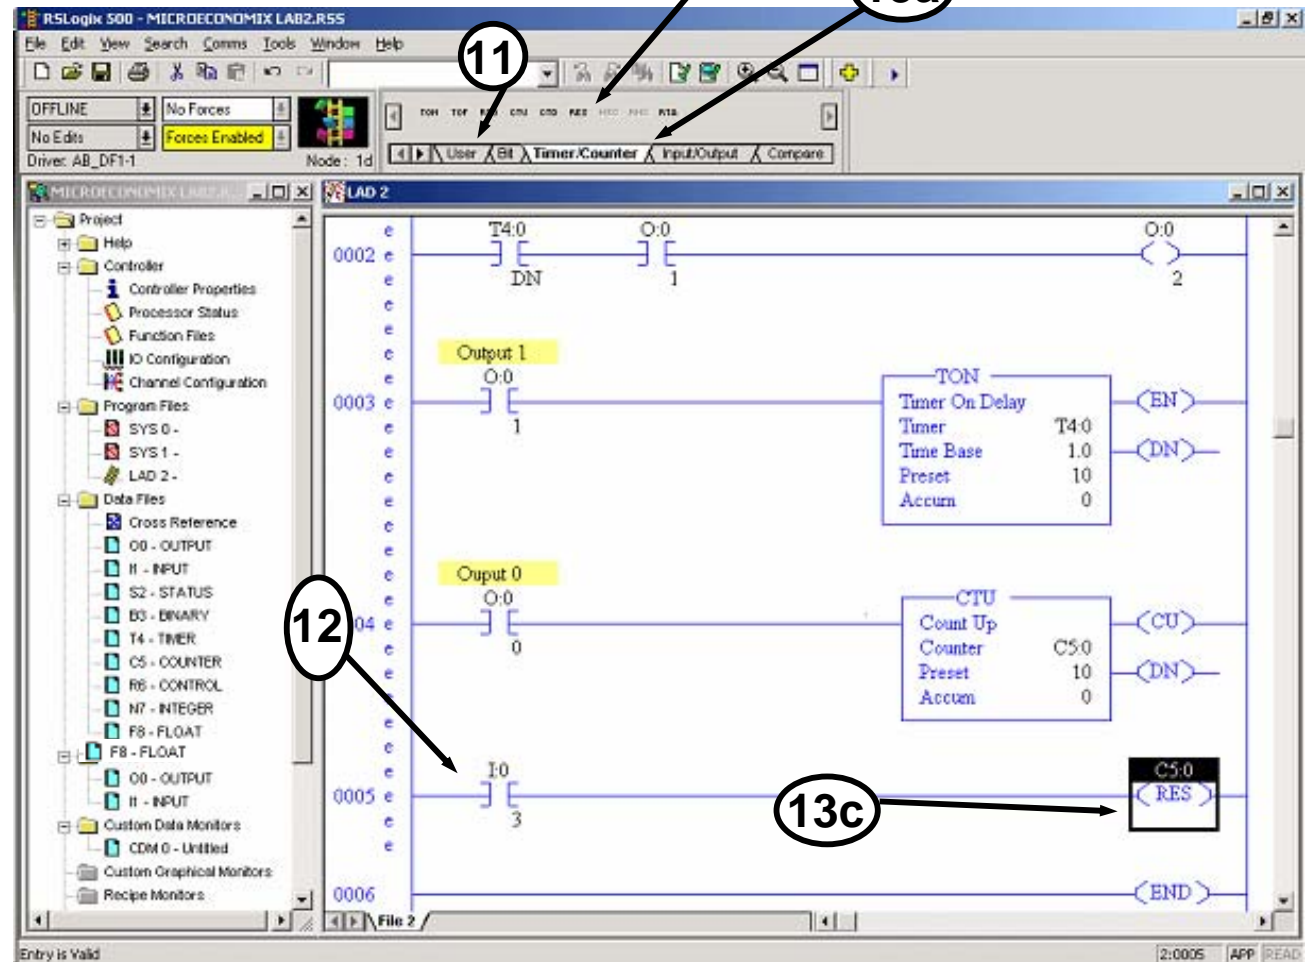 RSLogix 500 - MICROECONOMIX LAB2.RSS
File Edit View Search Comms Tools Window Help
11
OFFLINE No Forces
No Edits Forces Enabled
Driver: AB_DF1-1 Node: 1d
TON TOF CTU CTD RES
User Bit Timer/Counter Input/Output Compare
LAD 2
Project
Help
Controller
Controller Properties
Processor Status
Function Files
IO Configuration
Channel Configuration
Program Files
SYS 0 -
SYS 1 -
LAD 2 -
Data Files
Cross Reference
O0 - OUTPUT
I1 - INPUT
S2 - STATUS
B3 - BINARY
T4 - TIMER
C5 - COUNTER
R6 - CONTROL
N7 - INTEGER
F8 - FLOAT
F8 - FLOAT
O0 - OUTPUT
I1 - INPUT
Custom Data Monitors
CDM 0 - Untitled
Custom Graphical Monitors
Recipe Monitors
T4:0 O:0 O:0
0002
DN 1 2
Output 1
O:0
0003
1
TON
Timer On Delay
Timer T4:0
Time Base 1.0
Preset 10
Accum 0
EN
DN
Ouput 0
O:0
04
0
CTU
Count Up
Counter C5:0
Preset 10
Accum 0
CU
DN
12
I:0
0005
3
13c
C5:0
RES
0006
END
File 2
Entry is Valid
2:0005 APP READ